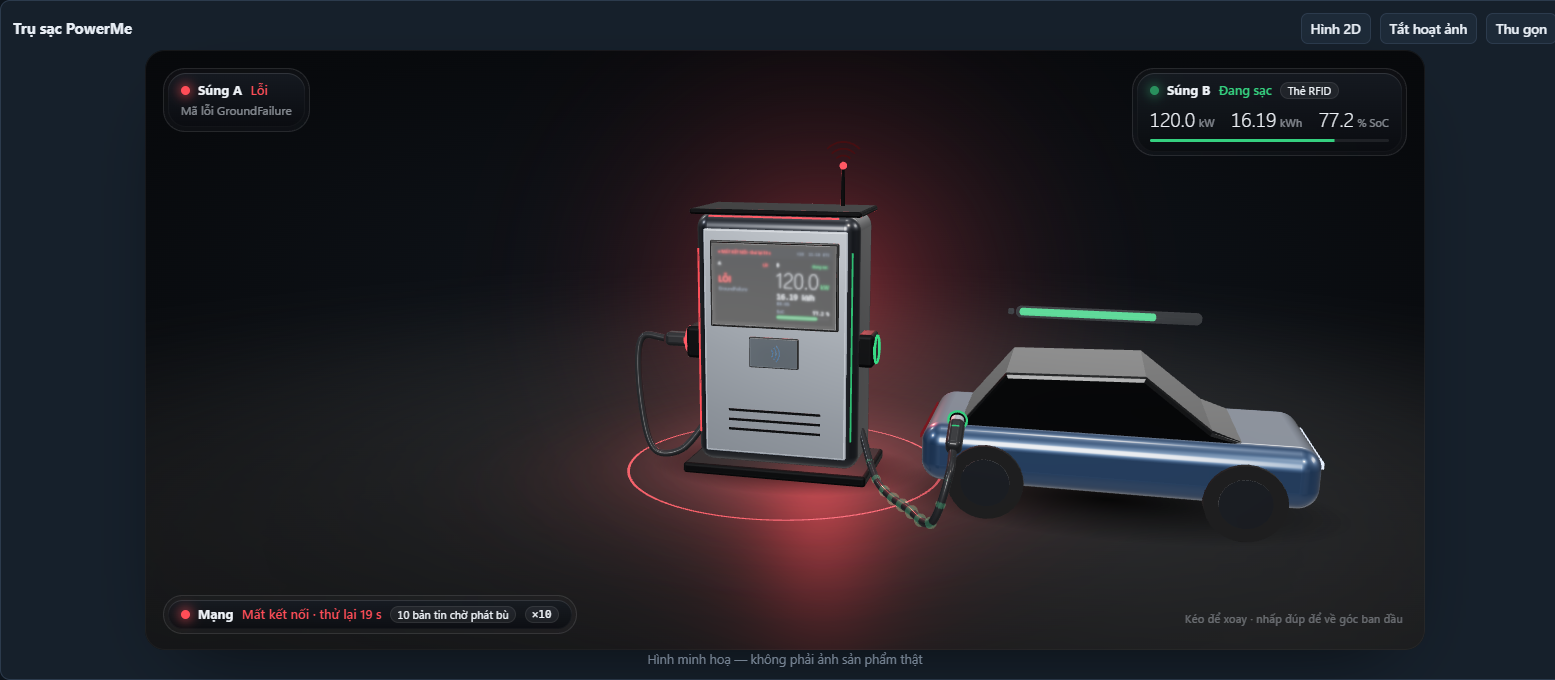 Trụ sạc PowerMe
Hình 2D
Tắt hoạt ảnh
Thu gọn
Súng A Lỗi
Mã lỗi GroundFailure
Súng B Đang sạc Thẻ RFID
120.0 kW 16.19 kWh 77.2 % SoC
LỖI
120.0 kW
16.19 kWh
Mạng Mất kết nối · thử lại 19 s 10 bản tin chờ phát bù ×10
Kéo để xoay · nhấp đúp để về góc ban đầu
Hình minh hoạ — không phải ảnh sản phẩm thật